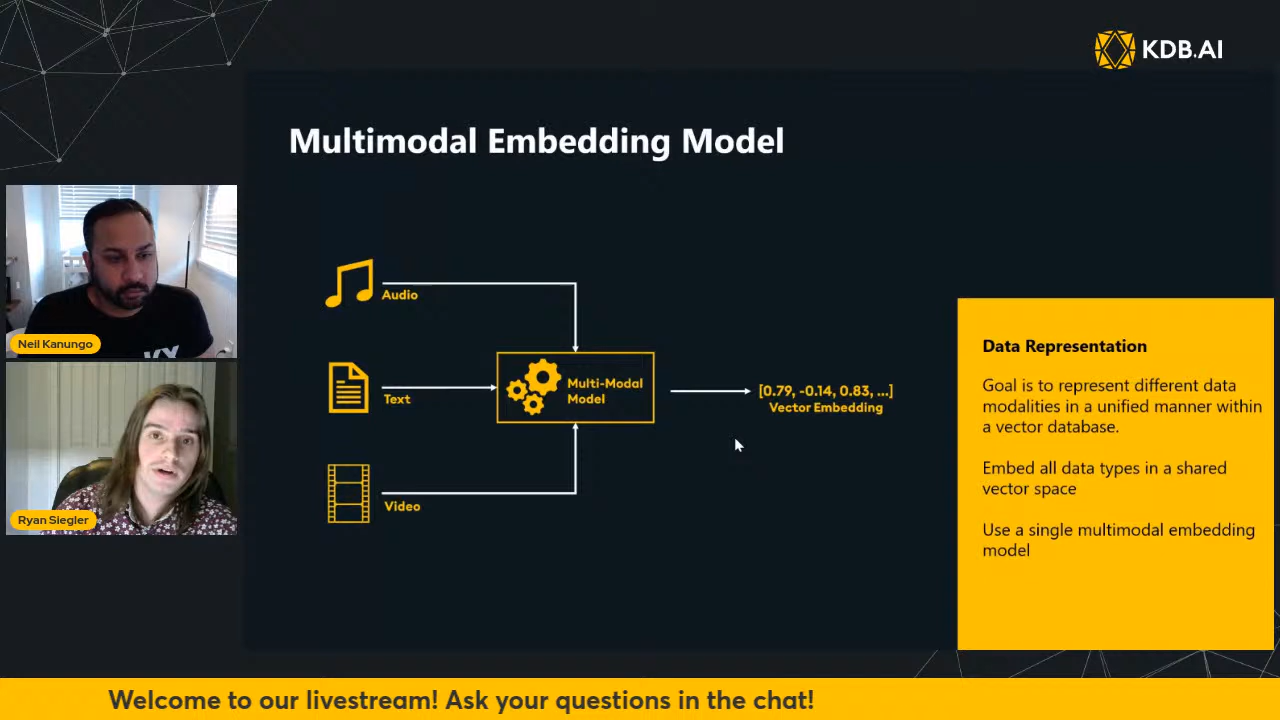 KDB.AI
Multimodal Embedding Model
Neil Kanungo
Ryan Siegler
Audio
Text
Video
Multi-Modal
Model
[0.79, -0.14, 0.83, ...]
Vector Embedding
Data Representation
Goal is to represent different data
modalities in a unified manner within
a vector database.
Embed all data types in a shared
vector space
Use a single multimodal embedding
model
Welcome to our livestream! Ask your questions in the chat!